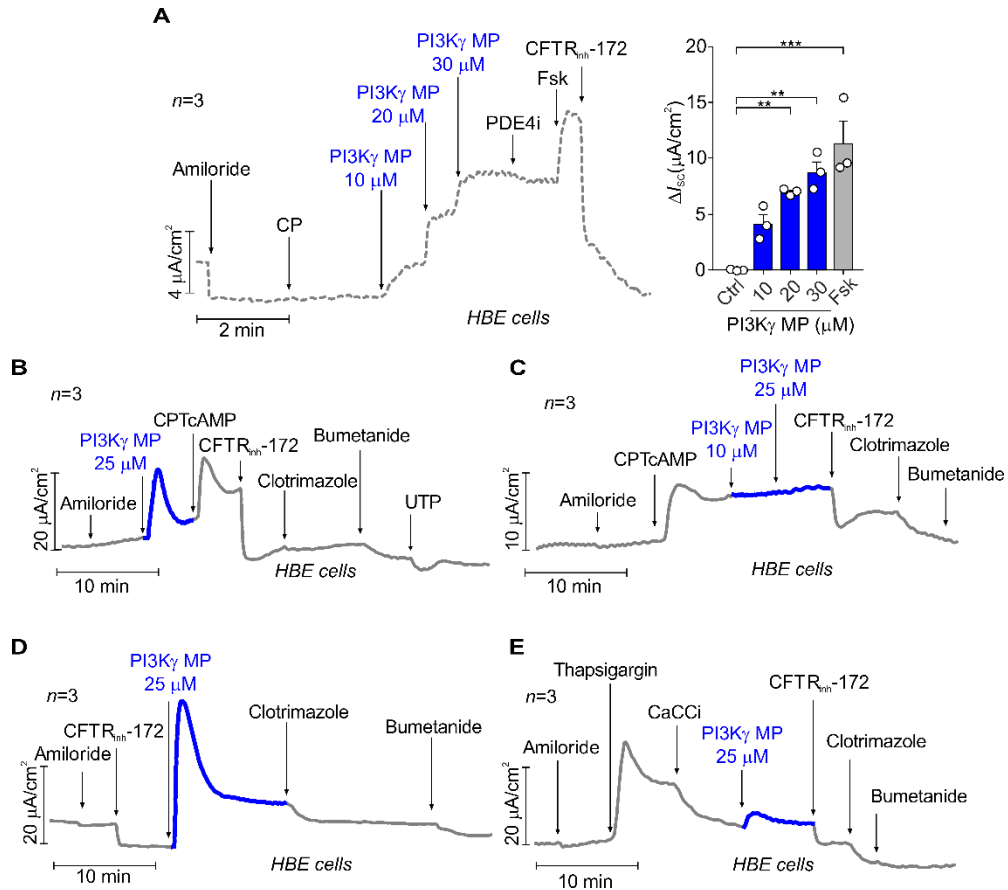 A
n=3
Amiloride
CP
PI3Kγ MP
10 μM
PI3Kγ MP
20 μM
PI3Kγ MP
30 μM
PDE4i
Fsk
CFTRinh-172
4 μA/cm²
2 min
HBE cells
ΔISC(μA/cm²)
20
15
10
5
0
***
**
**
Ctrl
10
20
30
Fsk
PI3Kγ MP (μM)
B
n=3
Amiloride
PI3Kγ MP
25 μM
CPTcAMP
CFTRinh-172
Clotrimazole
Bumetanide
UTP
20 μA/cm²
10 min
HBE cells
C
n=3
Amiloride
CPTcAMP
PI3Kγ MP
10 μM
PI3Kγ MP
25 μM
CFTRinh-172
Clotrimazole
Bumetanide
10 μA/cm²
10 min
HBE cells
D
n=3
Amiloride
CFTRinh-172
PI3Kγ MP
25 μM
Clotrimazole
Bumetanide
20 μA/cm²
10 min
HBE cells
E
n=3
Amiloride
Thapsigargin
CaCCi
PI3Kγ MP
25 μM
CFTRinh-172
Clotrimazole
Bumetanide
20 μA/cm²
10 min
HBE cells